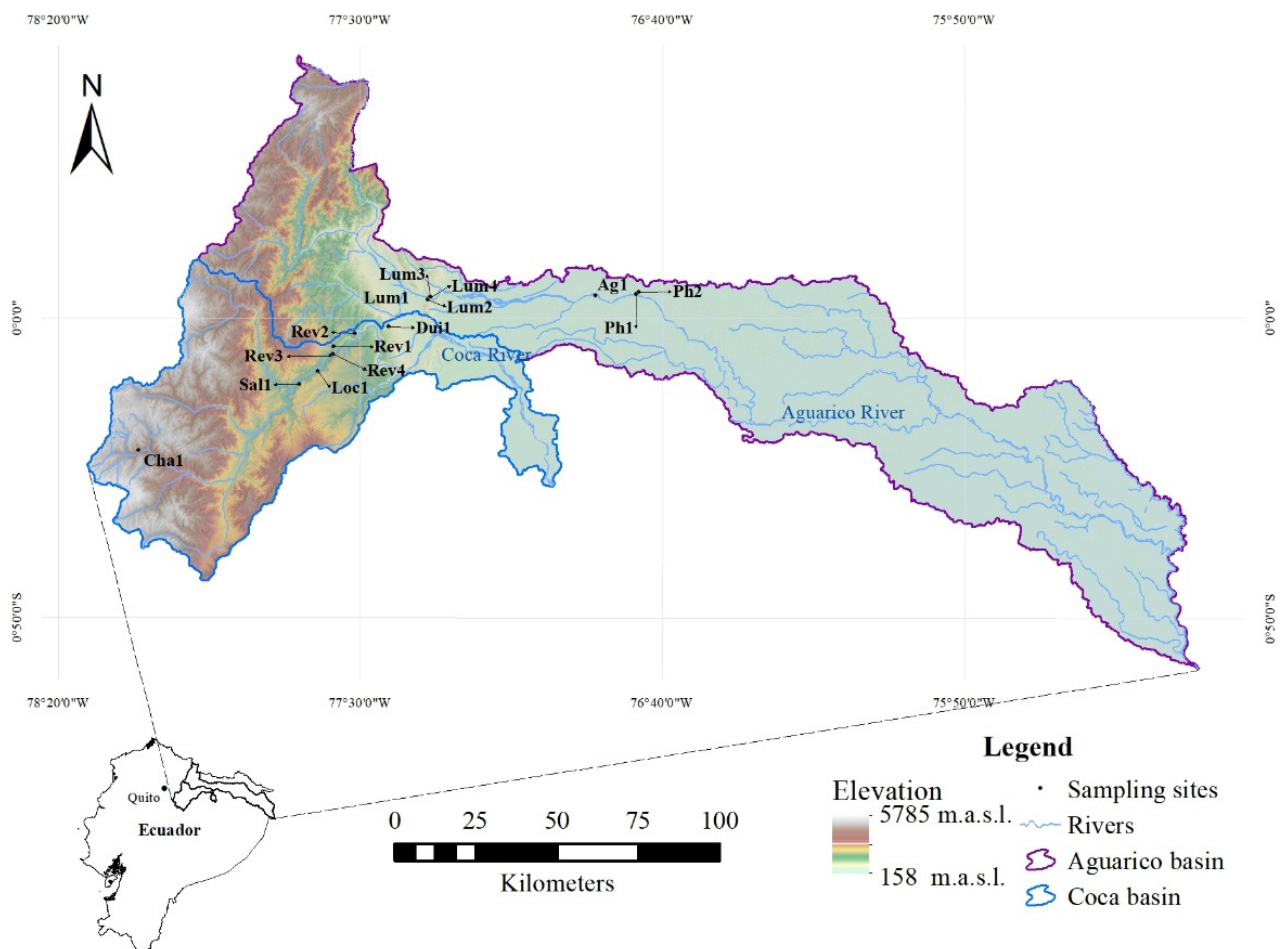 78°20'0"W 77°30'0"W 76°40'0"W 75°50'0"W
N
Lum3
Lum4
Lum1
Lum2
Ag1
Ph2
Ph1
0°0'0"
0°0'0"
Rev2
Dui1
Rev1
Rev3
Rev4
Coca River
Sal1
Loc1
Aguarico River
Cha1
0°50'0"S
0°50'0"S
78°20'0"W 77°30'0"W 76°40'0"W 75°50'0"W
Quito
Ecuador
0 25 50 75 100
Kilometers
Legend
Elevation
5785 m.a.s.l.
158 m.a.s.l.
Sampling sites
Rivers
Aguarico basin
Coca basin